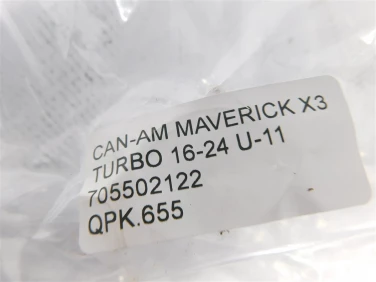 CAN-AM MAVERICK X3
TURBO 16-24 U-11
705502122
QPK.655